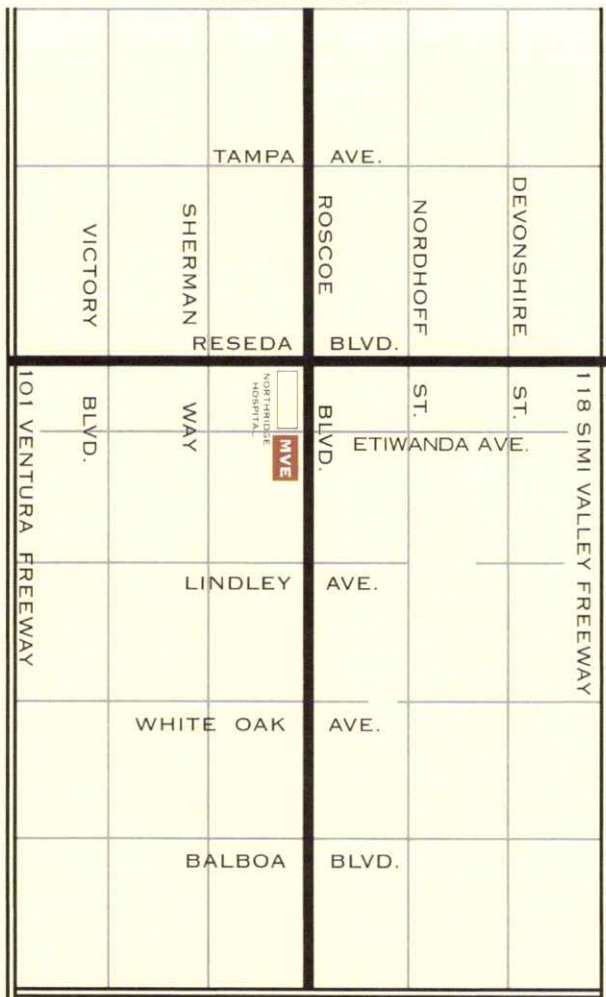 TAMPA AVE.
VICTORY BLVD.
SHERMAN WAY
ROSCOE BLVD.
NORDHOFF ST.
DEVONSHIRE ST.
RESEDA BLVD.
101 VENTURA FREEWAY
NORTHRIDGE
HOSPITAL
MVE
118 SIMI VALLEY FREEWAY
ETIWANDA AVE.
LINDLEY AVE.
WHITE OAK AVE.
BALBOA BLVD.